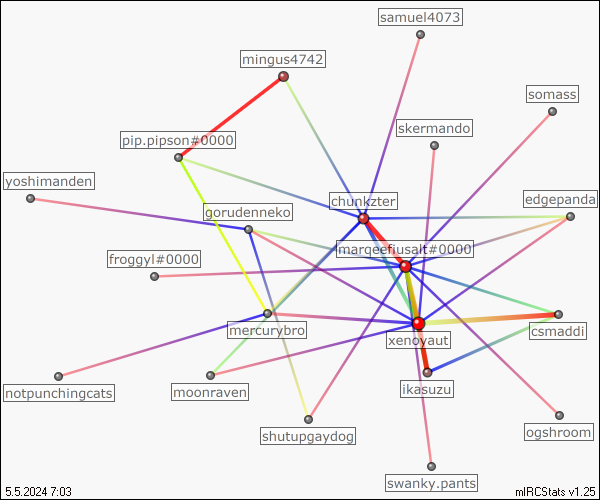 samuel4073
mingus4742
somass
skermando
pip.pipson#0000
yoshimanden
edgepanda
chunkzter
gorudenneko
marqeefiusalt#0000
froggyl#0000
mercurybro
xenoyaut
csmaddi
notpunchingcats
moonraven
ikasuzu
shutupgaydog
ogshroom
swanky.pants
5.5.2024 7:03
mIRCStats v1.25